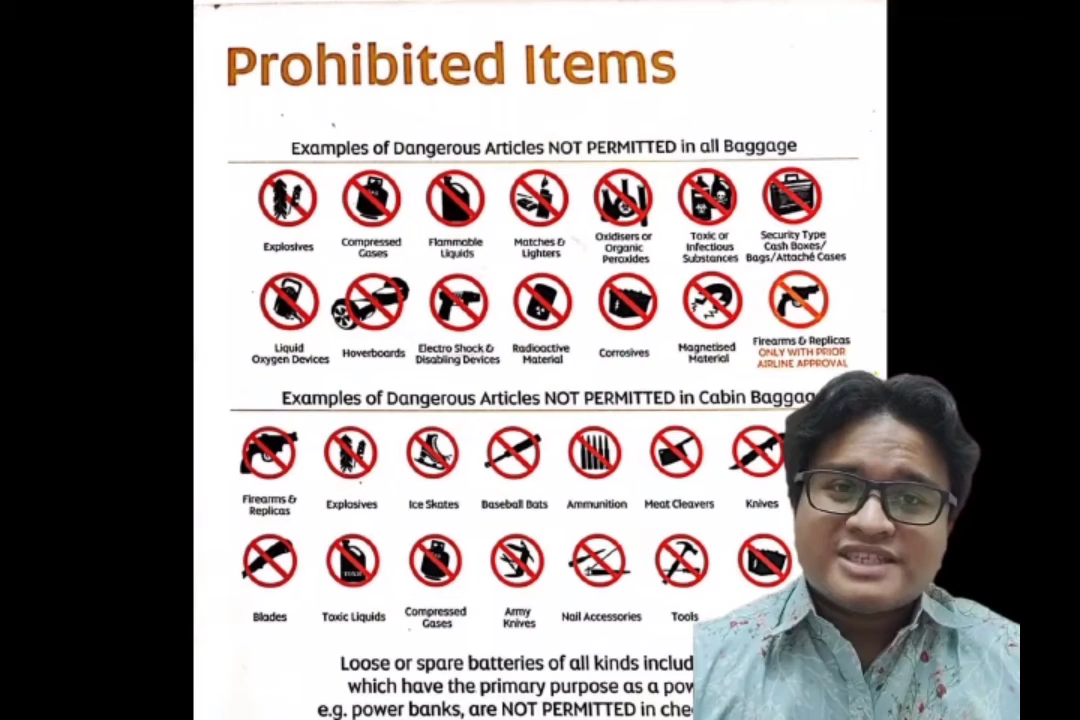 Prohibited Items
Examples of Dangerous Articles NOT PERMITTED in all Baggage
Explosives
Compressed
Gases
Flammable
Liquids
Matches &
Lighters
Oxidisers or
Organic
Peroxides
Toxic or
Infectious
Substances
Security Type
Cash Boxes/
Bags/Attaché Cases
Liquid
Oxygen Devices
Hoverboards
Electro Shock &
Disabling Devices
Radioactive
Material
Corrosives
Magnetised
Material
Firearms & Replicas
ONLY WITH PRIOR
AIRLINE APPROVAL
Examples of Dangerous Articles NOT PERMITTED in Cabin
Firearms &
Replicas
Explosives
Ice Skates
Baseball Bats
Ammunition
Meat Cleavers
Knives
Blades
Toxic Liquids
Compressed
Gases
Army
Knives
Nail Accessories
Tools
Loose or spare batteries of all kinds
which have the primary purpose as a
e.g. power banks, are NOT PERMITTED in